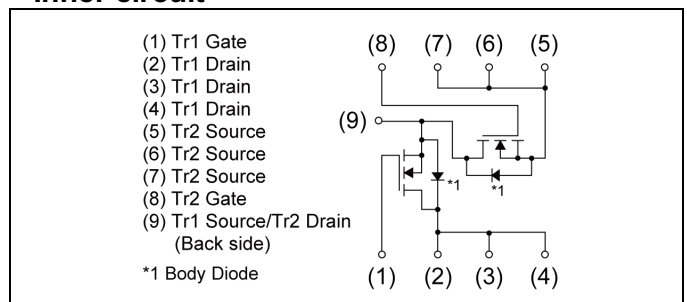 Inner circuit
(1) Tr1 Gate
(2) Tr1 Drain
(3) Tr1 Drain
(4) Tr1 Drain
(5) Tr2 Source
(6) Tr2 Source
(7) Tr2 Source
(8) Tr2 Gate
(9) Tr1 Source/Tr2 Drain
(Back side)
*1 Body Diode
(8) (7) (6) (5)
(9)
*1 *1
(1) (2) (3) (4)